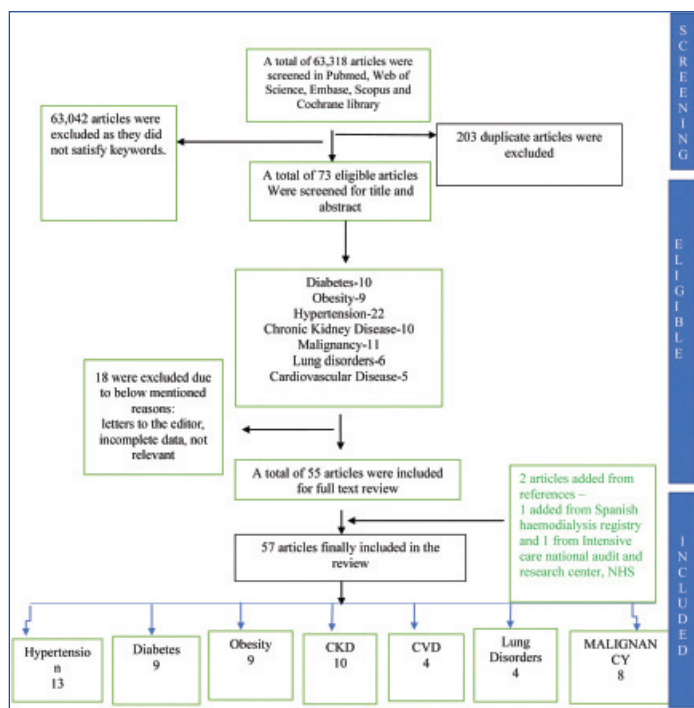 A total of 63,318 articles were
screened in Pubmed, Web of
Science, Embase, Scopus and
Cochrane library
63,042 articles were
excluded as they did
not satisfy keywords.
203 duplicate articles were
excluded
A total of 73 eligible articles
Were screened for title and
abstract
SCREENING
Diabetes-10
Obesity-9
Hypertension-22
Chronic Kidney Disease-10
Malignancy-11
Lung disorders-6
Cardiovascular Disease-5
18 were excluded due
to below mentioned
reasons:
letters to the editor,
incomplete data, not
relevant
A total of 55 articles were included
for full text review
ELIGIBLE
2 articles added from
references –
1 added from Spanish
haemodialysis registry
and 1 from Intensive
care national audit and
research center, NHS
57 articles finally included in the
review
Hypertensio
n
13
Diabetes
9
Obesity
9
CKD
10
CVD
4
Lung
Disorders
4
MALIGNAN
CY
8
INCLUDED